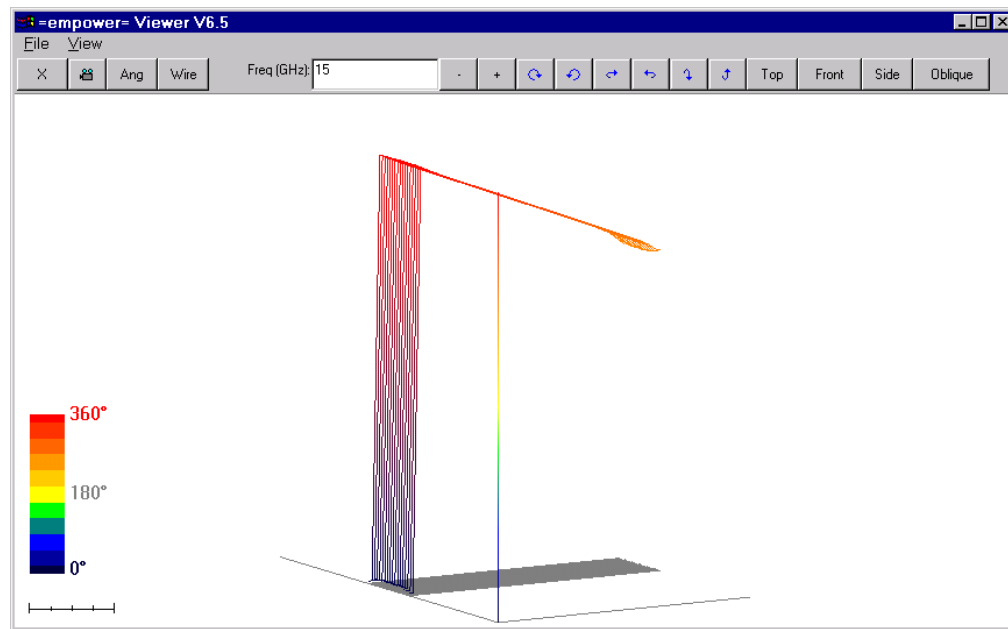 =empower= Viewer V6.5
File View
X Ang Wire Freq (GHz): 15 - + Top Front Side Oblique
360°
180°
0°